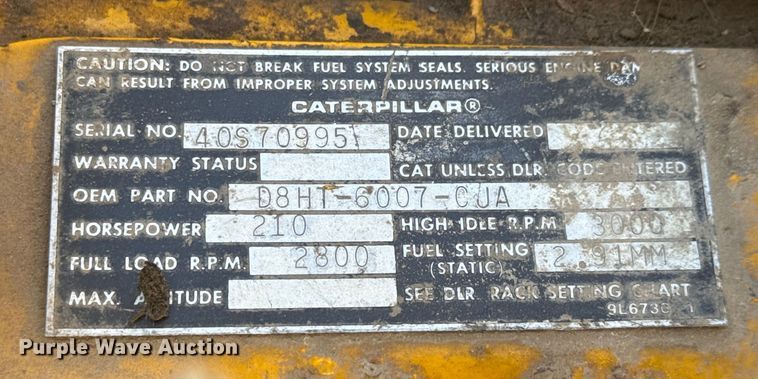 CAUTION: DO NOT BREAK FUEL SYSTEM SEALS. SERIOUS ENGINE
CAN RESULT FROM IMPROPER SYSTEM ADJUSTMENTS.
CATERPILLAR®
SERIAL NO. 40S70995 DATE DELIVERED
WARRANTY STATUS CAT UNLESS DLR. CODE ENTERED
OEM PART NO. D8HT-6007-CJA
HORSEPOWER 210 HIGH IDLE R.P.M 3000
FULL LOAD R.P.M. 2800 FUEL SETTING (STATIC) 2.91MM
MAX. ALTITUDE SEE DLR. RACK SETTING CHART
Purple Wave Auction